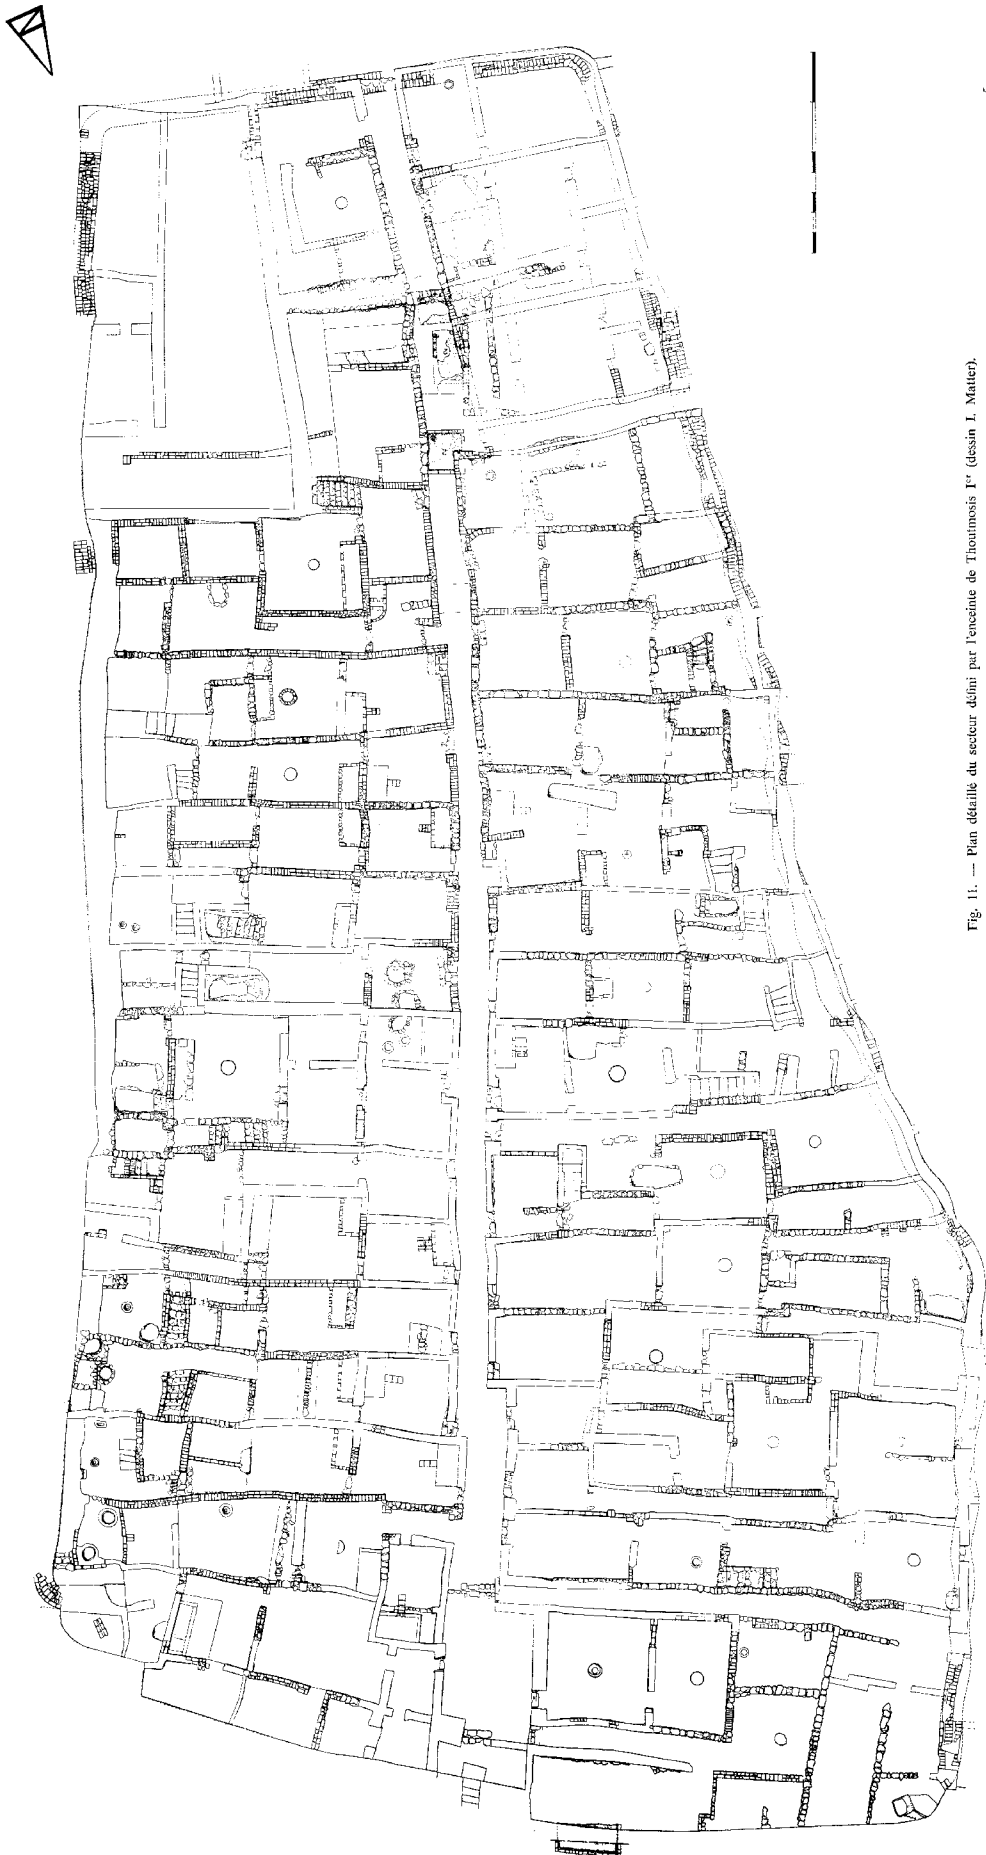 Fig. 11. — Plan détaillé du secteur défini par l'enceinte de Thoutmosis Iᵉʳ (dessin I. Matter).